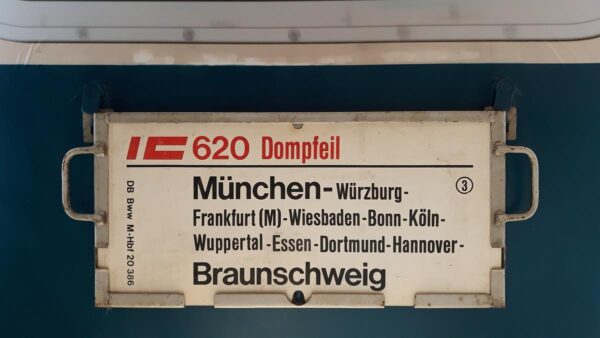 IC 620 Dompfeil
München-Würzburg-
Frankfurt (M)-Wiesbaden-Bonn-Köln-
Wuppertal-Essen-Dortmund-Hannover-
Braunschweig
3
DB Bww M-Hbf 20 386